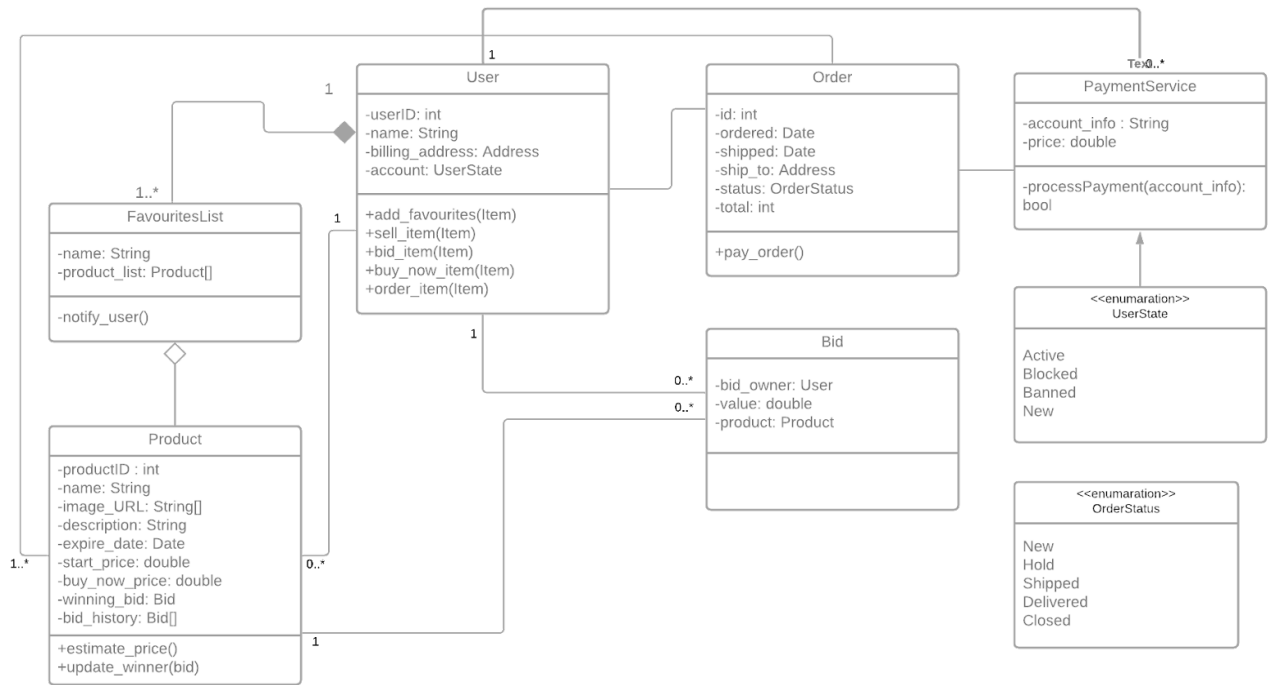 1
User
-userID: int
-name: String
-billing_address: Address
-account: UserState
+add_favourites(Item)
+sell_item(Item)
+bid_item(Item)
+buy_now_item(Item)
+order_item(Item)
1
1..*
FavouritesList
-name: String
-product_list: Product[]
-notify_user()
1
1
Product
-productID : int
-name: String
-image_URL: String[]
-description: String
-expire_date: Date
-start_price: double
-buy_now_price: double
-winning_bid: Bid
-bid_history: Bid[]
+estimate_price()
+update_winner(bid)
1..*
0..*
1
Order
-id: int
-ordered: Date
-shipped: Date
-ship_to: Address
-status: OrderStatus
-total: int
+pay_order()
0..*
0..*
Bid
-bid_owner: User
-value: double
-product: Product
Text
0..*
PaymentService
-account_info : String
-price: double
-processPayment(account_info):
bool
<<enumaration>>
UserState
Active
Blocked
Banned
New
<<enumaration>>
OrderStatus
New
Hold
Shipped
Delivered
Closed